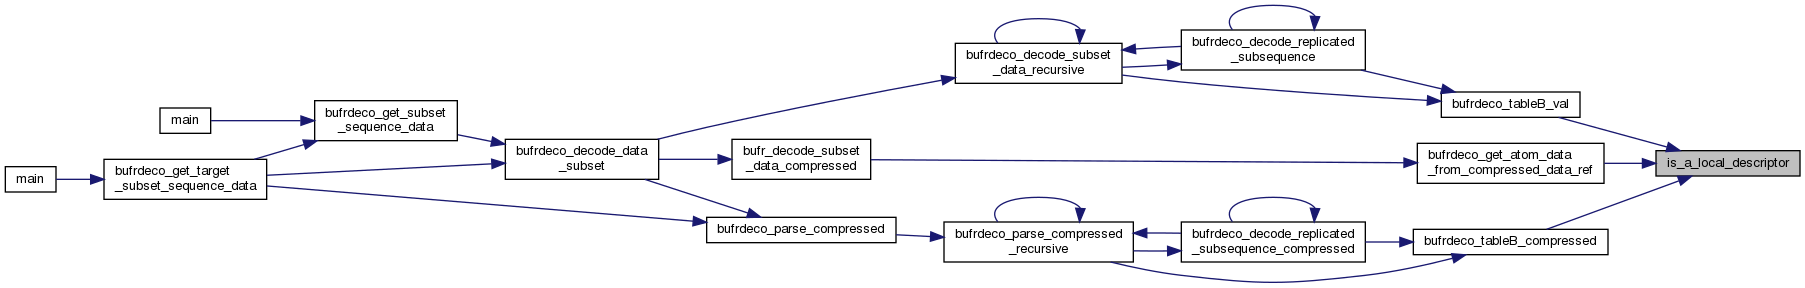 main
bufrdeco_get_target
_subset_sequence_data
main
bufrdeco_get_subset
_sequence_data
bufrdeco_decode_data
_subset
bufrdeco_decode_subset
_data_recursive
bufrdeco_decode_replicated
_subsequence
bufrdeco_tableB_val
bufr_decode_subset
_data_compressed
bufrdeco_get_atom_data
_from_compressed_data_ref
is_a_local_descriptor
bufrdeco_parse_compressed
bufrdeco_parse_compressed
_recursive
bufrdeco_decode_replicated
_subsequence_compressed
bufrdeco_tableB_compressed